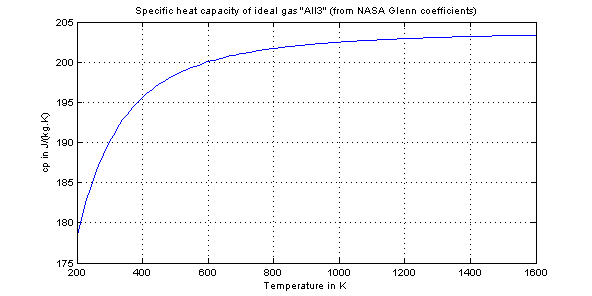 Specific heat capacity of ideal gas "AlI3" (from NASA Glenn coefficients)
205
200
195
190
185
180
175
cp in J/(kg.K)
200 400 600 800 1000 1200 1400 1600
Temperature in K